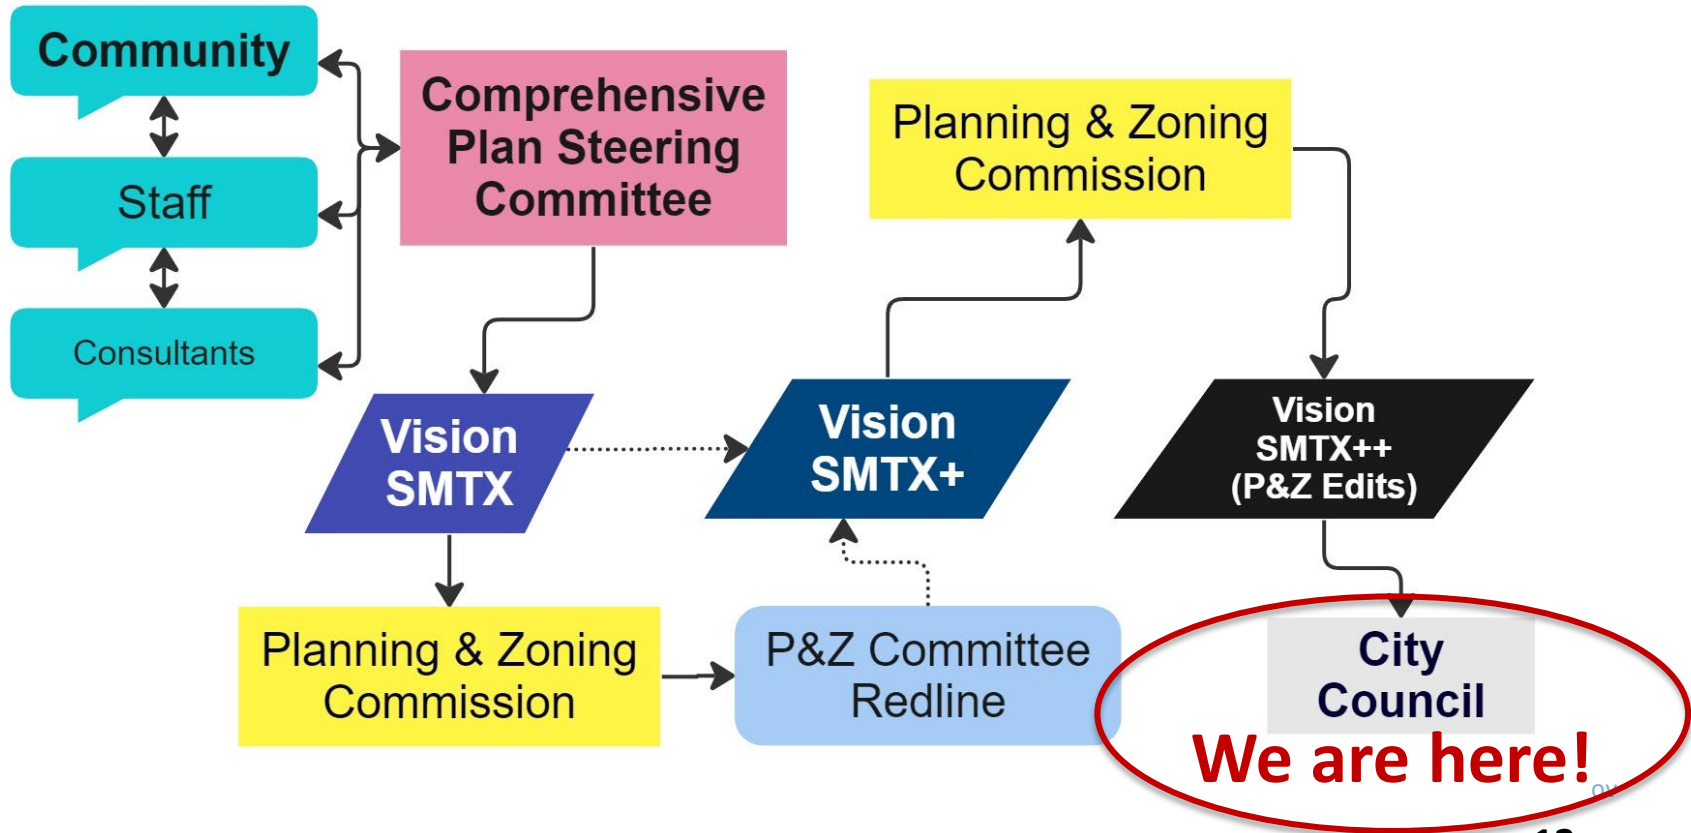 Community
Staff
Consultants
Comprehensive
Plan Steering
Committee
Vision
SMTX
Planning & Zoning
Commission
P&Z Committee
Redline
Vision
SMTX+
Planning & Zoning
Commission
Vision
SMTX++
(P&Z Edits)
City
Council
We are here!